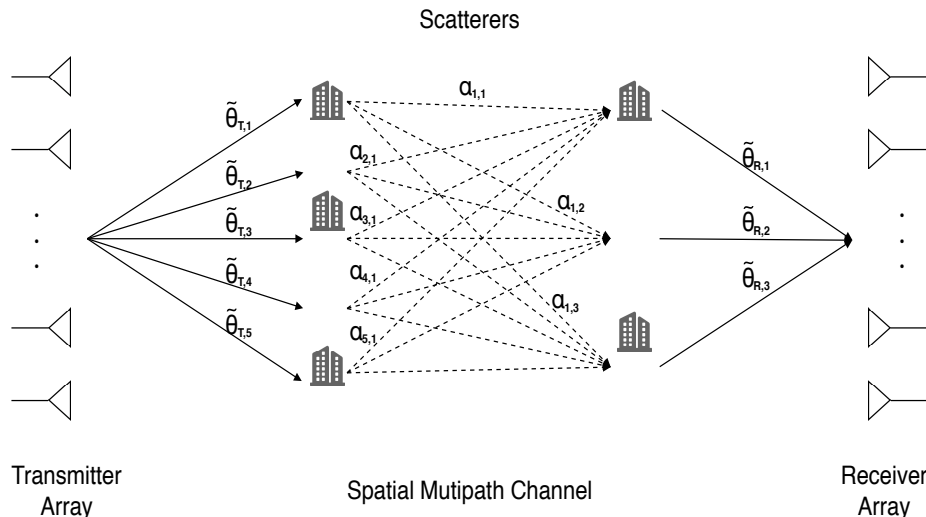 Scatterers
α1,1
θ̃T,1
α2,1
θ̃R,1
θ̃T,2
α3,1
α1,2
θ̃T,3
θ̃R,2
θ̃T,4
α4,1
θ̃R,3
α1,3
θ̃T,5
α5,1
Transmitter
Array
Spatial Mutipath Channel
Receiver
Array